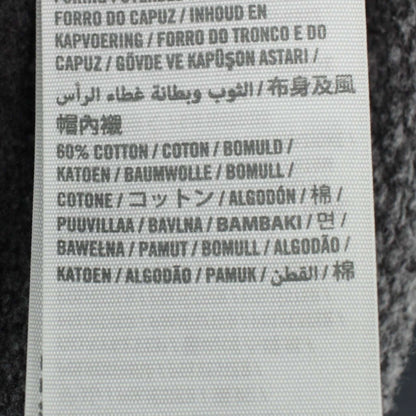 FORRO DO CAPUZ / INHOUD EN
KAPVOERING / FORRO DO TRONCO E DO
CAPUZ / GÖVDE VE KAPÜŞON ASTARI /
الثوب وبطانة غطاء الرأس / 布身及風
帽內襯
60% COTTON / COTON / BOMULD /
KATOEN / BAUMWOLLE / BOMULL /
COTONE / コットン / ALGODÓN / 棉 /
PUUVILLAA / BAVLNA / BAMBAKI / 면 /
BAWEŁNA / PAMUT / BOMULL / ALGODÃO /
KATOEN / ALGODÃO / PAMUK / القطن / 棉